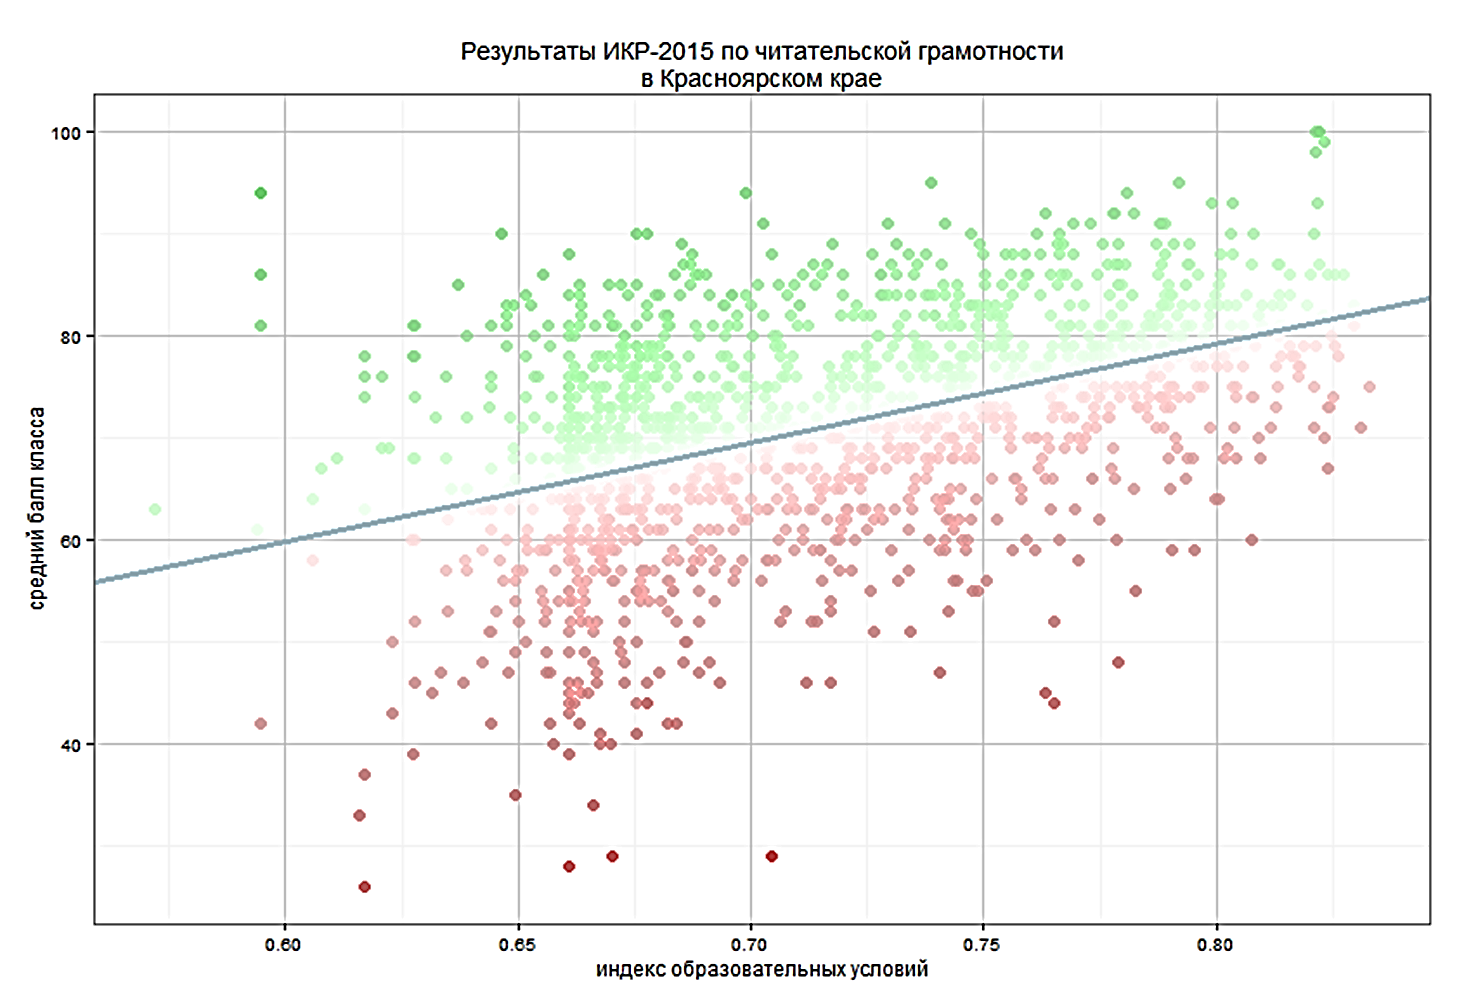 Результаты ИКР-2015 по читательской грамотности
в Красноярском крае
100
80
60
40
средний балл класса
0.60 0.65 0.70 0.75 0.80
индекс образовательных условий